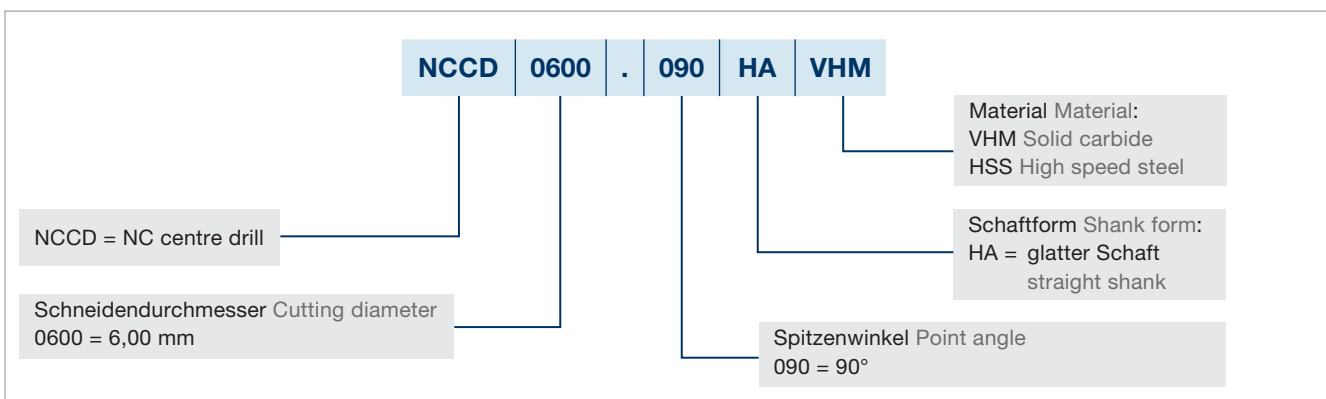 NCCD 0600 . 090 HA VHM
Material Material:
VHM Solid carbide
HSS High speed steel
NCCD = NC centre drill
Schaftform Shank form:
HA = glatter Schaft
straight shank
Schneidendurchmesser Cutting diameter
0600 = 6,00 mm
Spitzenwinkel Point angle
090 = 90°